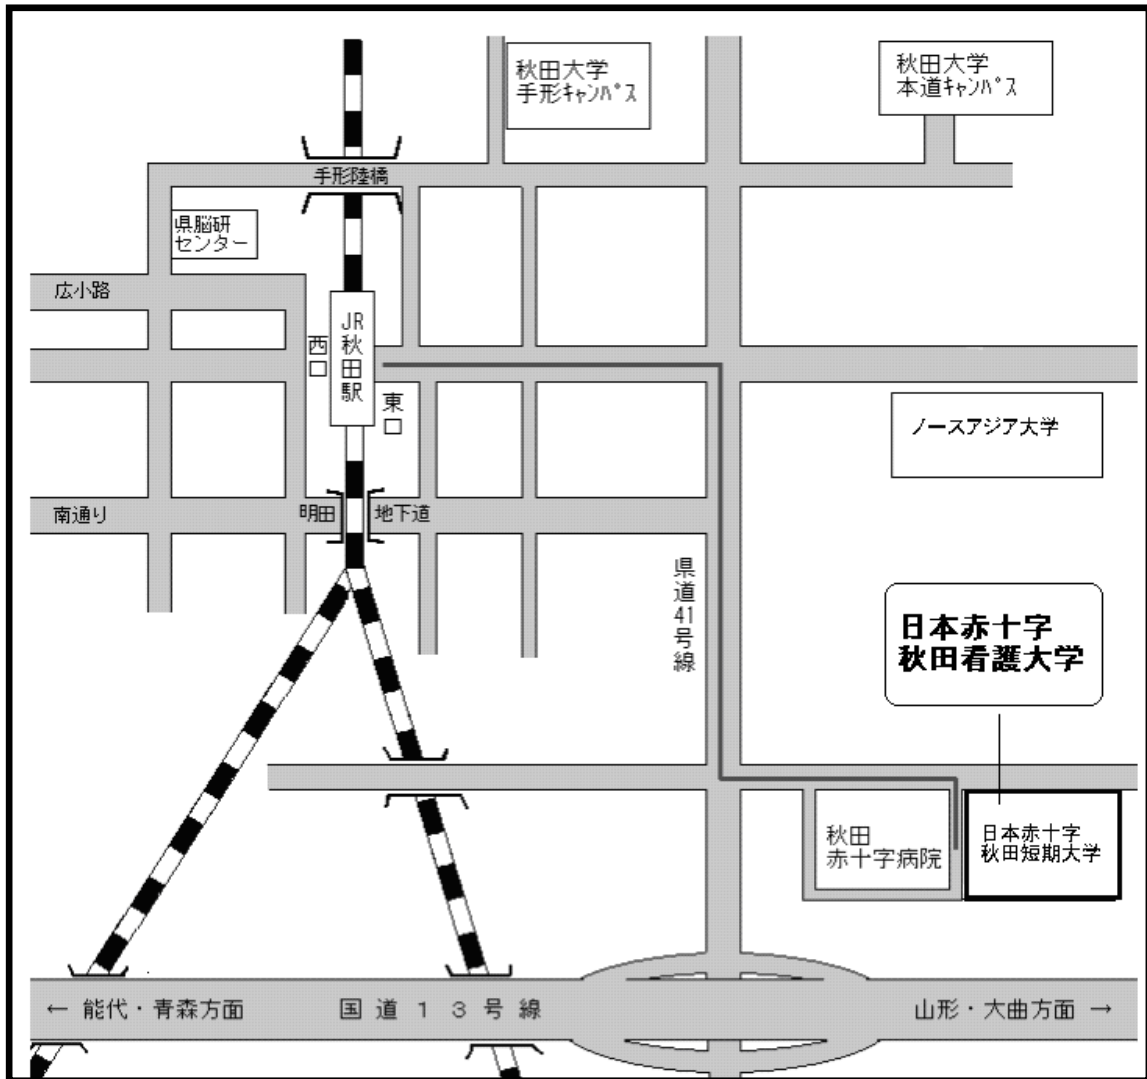 秋田大学
手形ｷｬﾝﾊﾟｽ
秋田大学
本道ｷｬﾝﾊﾟｽ
手形陸橋
県脳研
センター
広小路
JR
秋
田
駅
西
口
東
口
ノースアジア大学
南通り
明田
地下道
県
道
41
号
線
日本赤十字
秋田看護大学
秋田
赤十字病院
日本赤十字
秋田短期大学
← 能代・青森方面
国道１３号線
山形・大曲方面 →